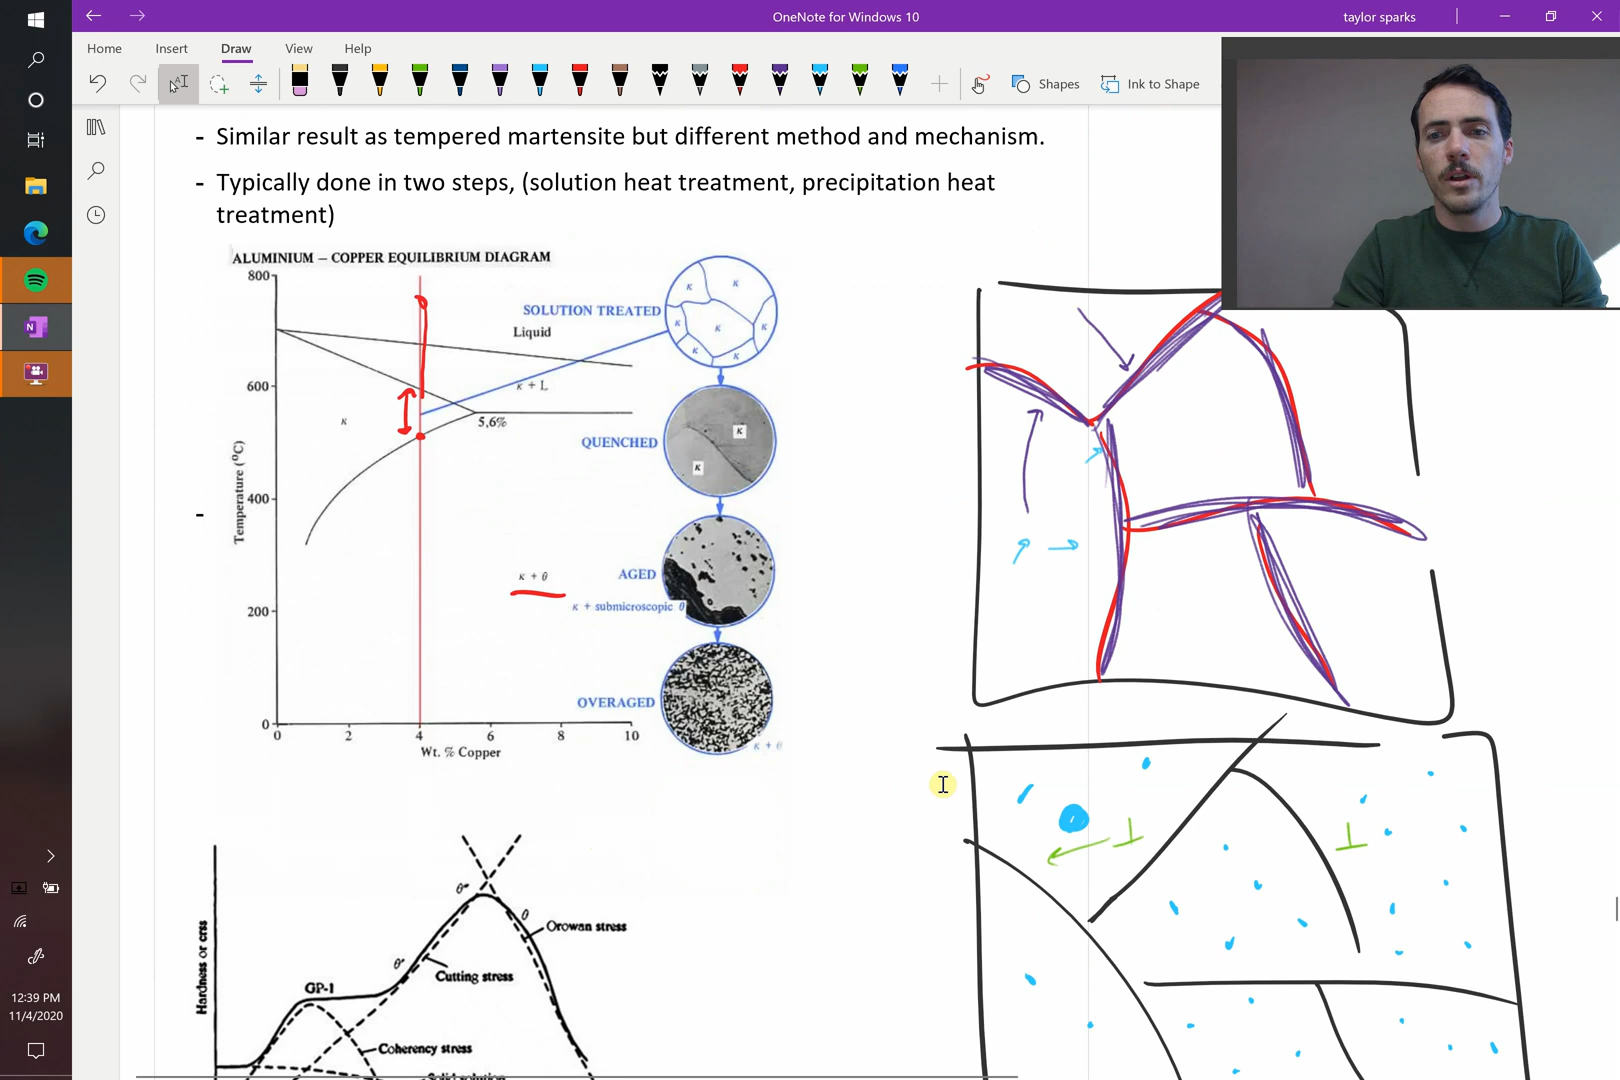 OneNote for Windows 10
taylor sparks
Home Insert Draw View Help
Shapes
Ink to Shape
- Similar result as tempered martensite but different method and mechanism.
- Typically done in two steps, (solution heat treatment, precipitation heat
treatment)
-
ALUMINIUM – COPPER EQUILIBRIUM DIAGRAM
800
600
400
200
0
Temperature (°C)
0 2 4 6 8 10
Wt. % Copper
Liquid
κ + L
κ
5,6%
κ + θ
SOLUTION TREATED
κ κ κ κ κ κ κ
QUENCHED
κ
κ
AGED
κ + submicroscopic θ
OVERAGED
κ + θ
Hardness or crss
GP-1
θ"
θ'
θ
Orowan stress
Cutting stress
Coherency stress
Solid solution
12:39 PM
11/4/2020